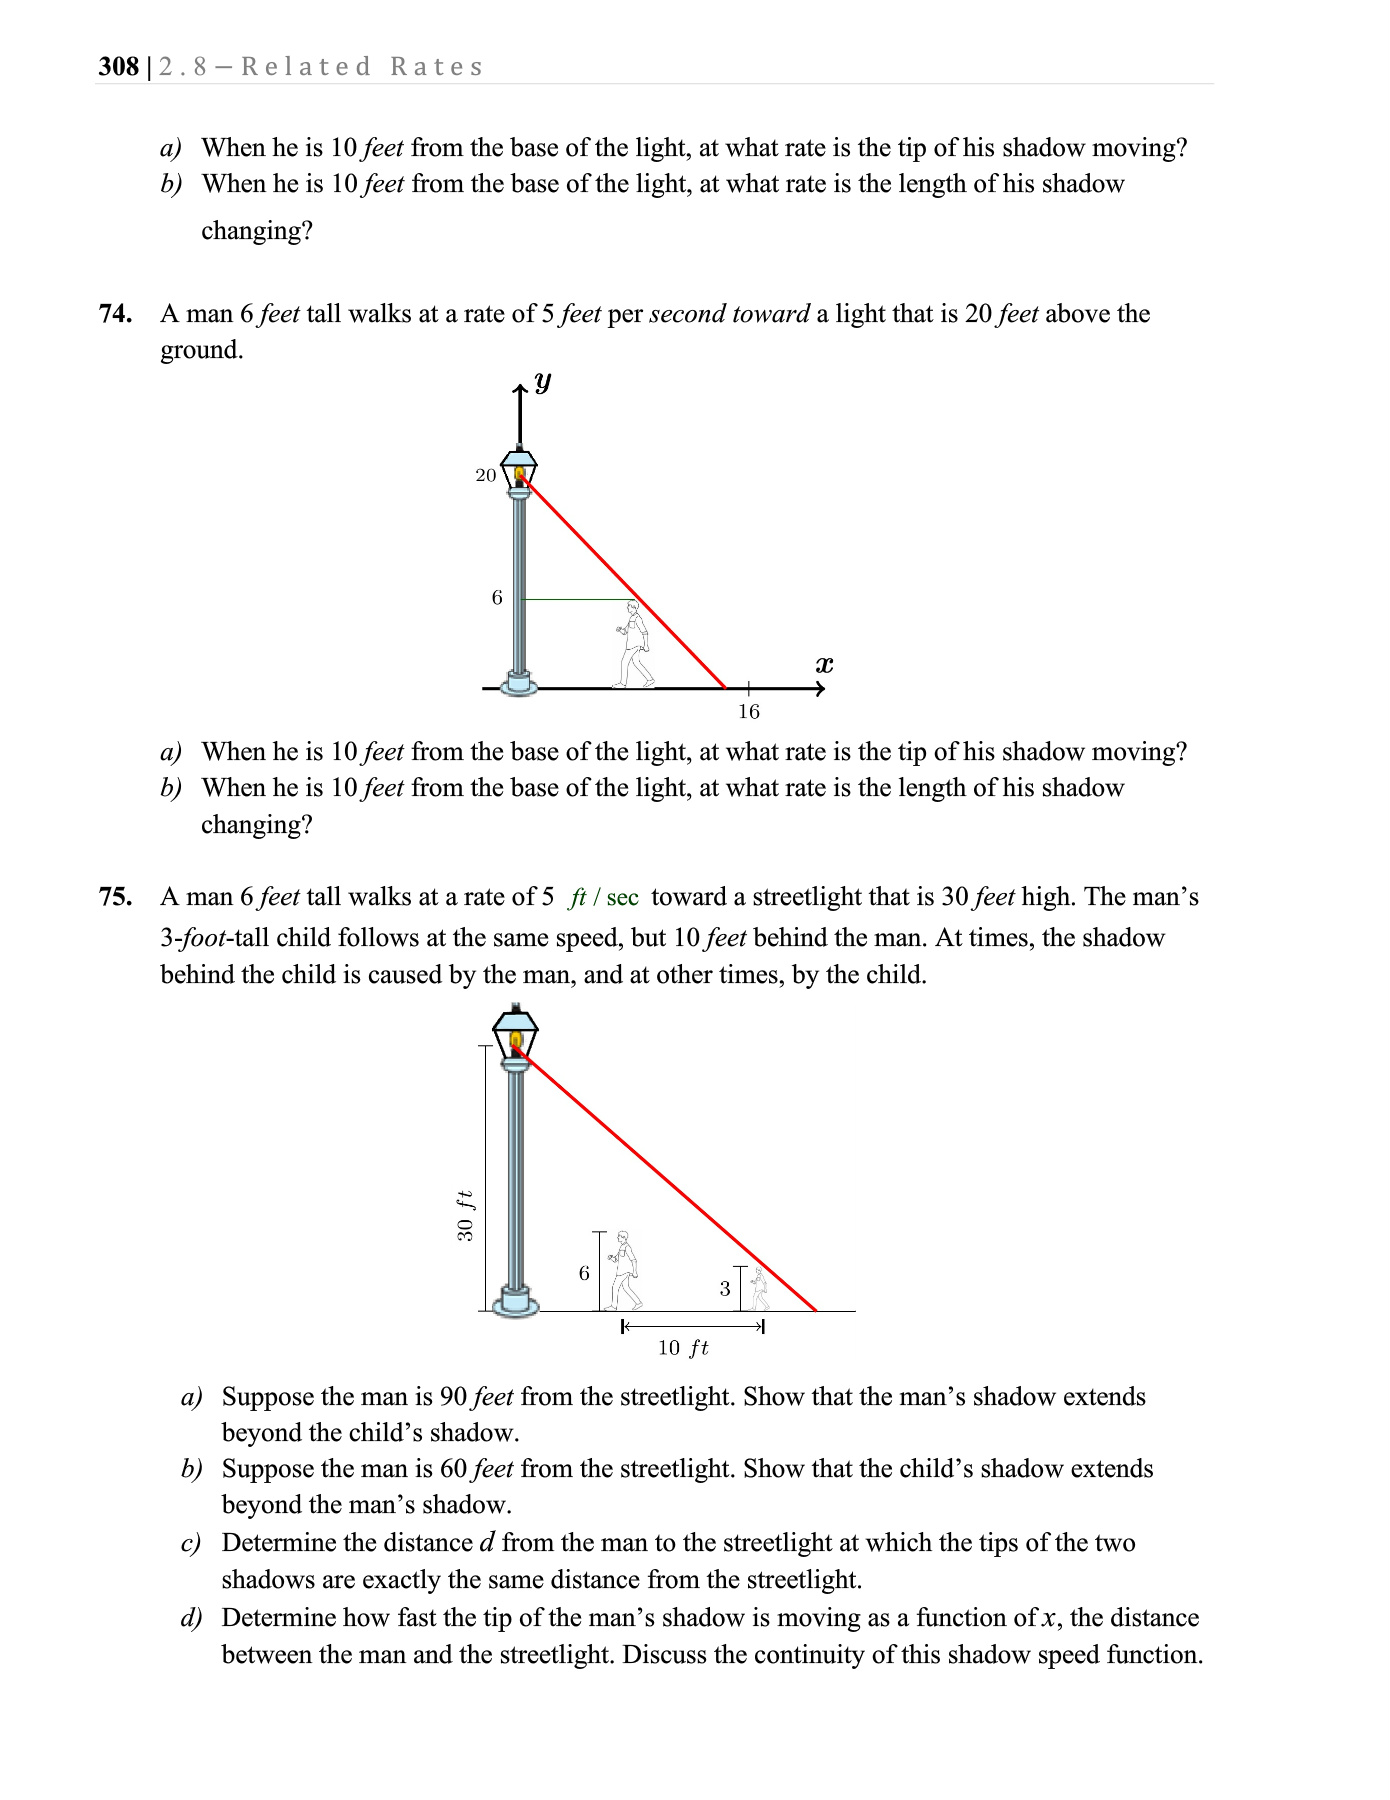 308 | 2.8 – Related Rates
a) When he is 10 feet from the base of the light, at what rate is the tip of his shadow moving?
b) When he is 10 feet from the base of the light, at what rate is the length of his shadow
changing?
74. A man 6 feet tall walks at a rate of 5 feet per second toward a light that is 20 feet above the
ground.
y
20
6
x
16
a) When he is 10 feet from the base of the light, at what rate is the tip of his shadow moving?
b) When he is 10 feet from the base of the light, at what rate is the length of his shadow
changing?
75. A man 6 feet tall walks at a rate of 5 ft / sec toward a streetlight that is 30 feet high. The man’s
3-foot-tall child follows at the same speed, but 10 feet behind the man. At times, the shadow
behind the child is caused by the man, and at other times, by the child.
30 ft
6
3
10 ft
a) Suppose the man is 90 feet from the streetlight. Show that the man’s shadow extends
beyond the child’s shadow.
b) Suppose the man is 60 feet from the streetlight. Show that the child’s shadow extends
beyond the man’s shadow.
c) Determine the distance d from the man to the streetlight at which the tips of the two
shadows are exactly the same distance from the streetlight.
d) Determine how fast the tip of the man’s shadow is moving as a function of x, the distance
between the man and the streetlight. Discuss the continuity of this shadow speed function.